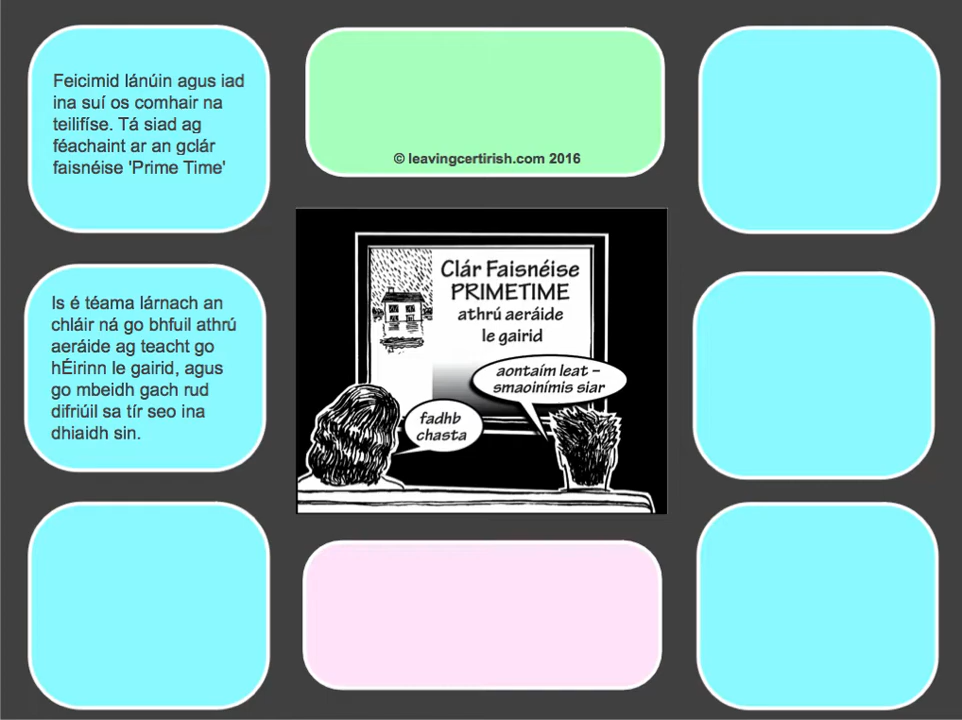 Feicimid lánúin agus iad
ina suí os comhair na
teilifíse. Tá siad ag
féachaint ar an gclár
faisnéise 'Prime Time'
© leavingcertirish.com 2016
Is é téama lárnach an
chláir ná go bhfuil athrú
aeráide ag teacht go
hÉirinn le gairid, agus
go mbeidh gach rud
difriúil sa tír seo ina
dhiaidh sin.
Clár Faisnéise
PRIMETIME
athrú aeráide
le gairid
aontaím leat –
smaoinímis siar
fadhb
chasta